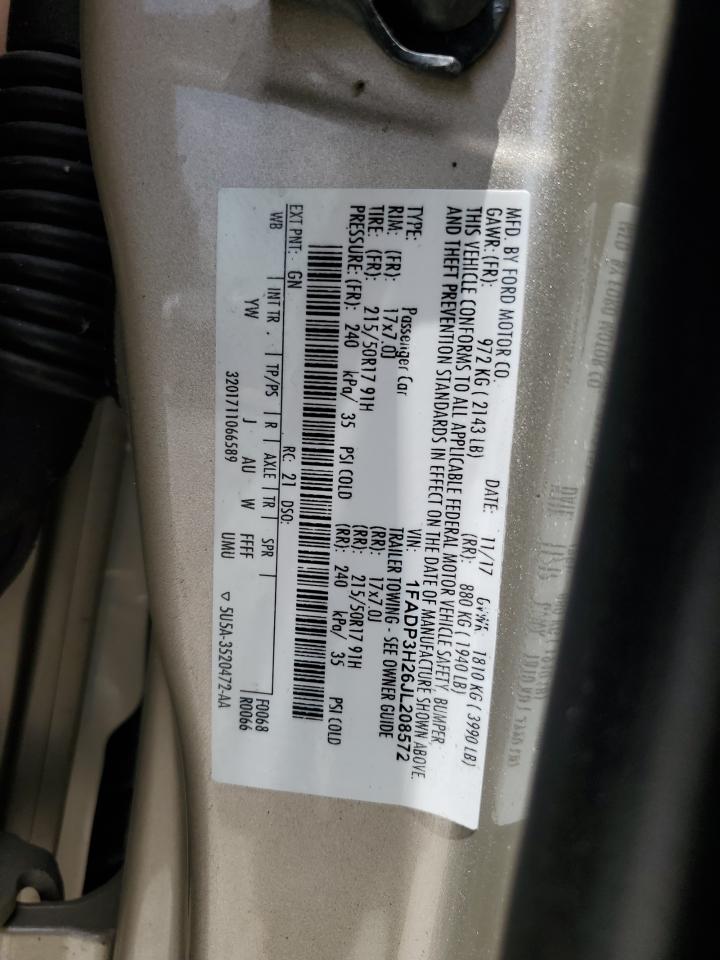 MFD. BY FORD MOTOR CO.
DATE: 11/17 GVWR: 1810 KG ( 3990 LB)
GAWR: (FR): 972 KG ( 2143 LB) (RR): 880 KG ( 1940 LB)
THIS VEHICLE CONFORMS TO ALL APPLICABLE FEDERAL MOTOR VEHICLE SAFETY, BUMPER,
AND THEFT PREVENTION STANDARDS IN EFFECT ON THE DATE OF MANUFACTURE SHOWN ABOVE.
VIN: 1FADP3H26JL208572
TYPE: Passenger Car TRAILER TOWING - SEE OWNER GUIDE
RIM: (FR): 17x7.0J (RR): 17x7.0J
TIRE: (FR): 215/50R17 91H (RR): 215/50R17 91H
PRESSURE: (FR): 240 kPa/ 35 PSI COLD (RR): 240 kPa/ 35 PSI COLD
EXT PNT: GN RC: 21 DSO:
WB INT TR. TP/PS R AXLE TR SPR F0068
YW J AU W FFFF R0066
3201711066589 UMU ▽ 5U5A-3520472-AA